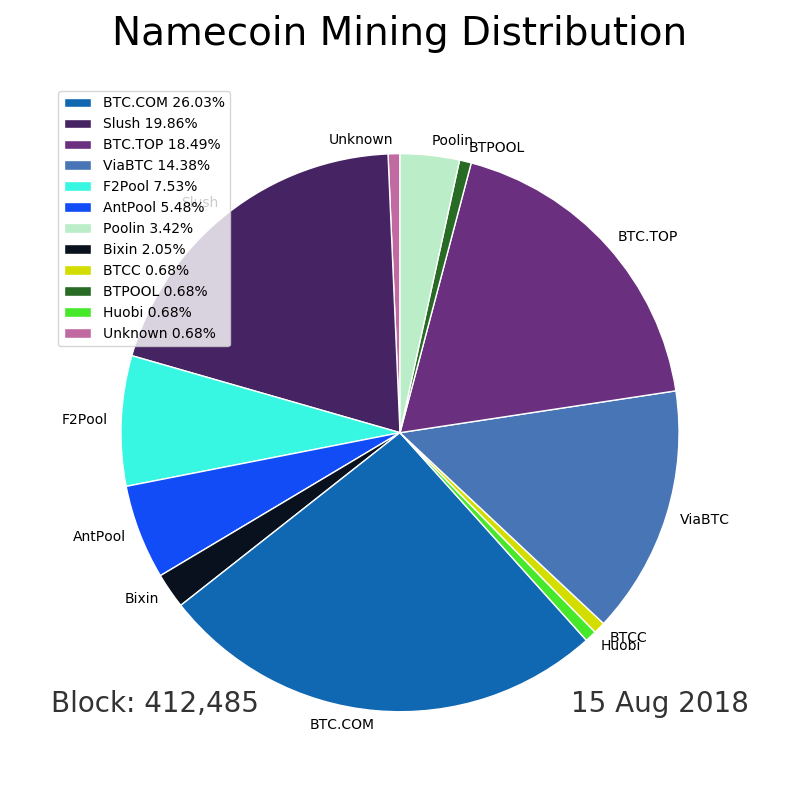 Namecoin Mining Distribution
BTC.COM 26.03%
Slush 19.86%
BTC.TOP 18.49%
ViaBTC 14.38%
F2Pool 7.53%
AntPool 5.48%
Poolin 3.42%
Bixin 2.05%
BTCC 0.68%
BTPOOL 0.68%
Huobi 0.68%
Unknown 0.68%
Unknown
Poolin
BTPOOL
Slush
BTC.TOP
F2Pool
ViaBTC
AntPool
Bixin
BTCC
Huobi
BTC.COM
Block: 412,485
15 Aug 2018